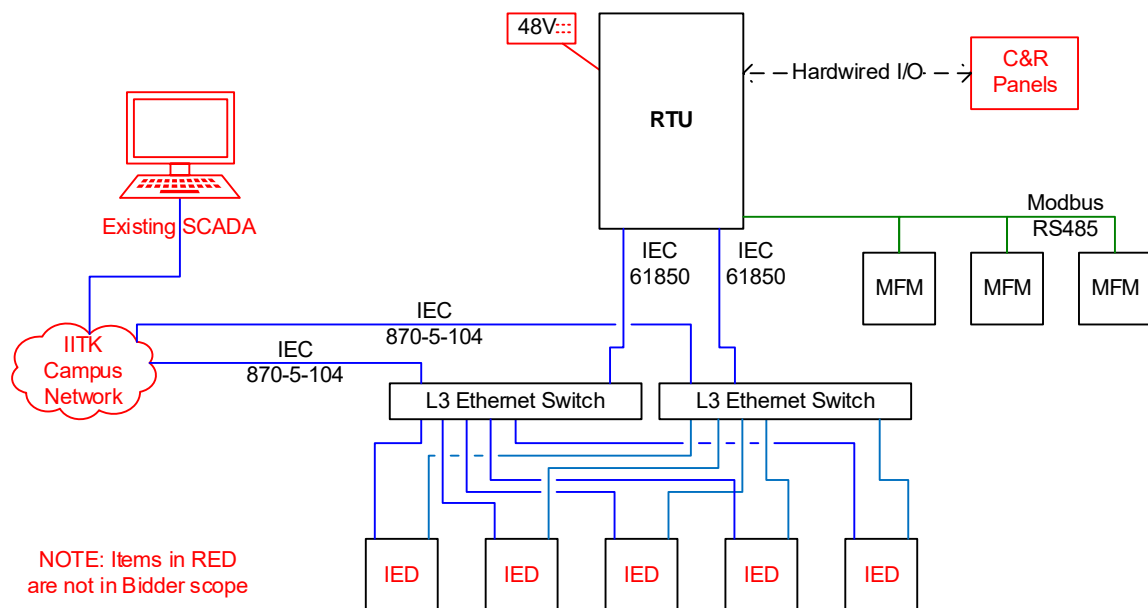 48V
RTU
Hardwired I/O
C&R
Panels
Existing SCADA
Modbus
RS485
IEC
61850
IEC
61850
MFM
MFM
MFM
IITK
Campus
Network
IEC
870-5-104
IEC
870-5-104
L3 Ethernet Switch
L3 Ethernet Switch
IED
IED
IED
IED
IED
NOTE: Items in RED
are not in Bidder scope